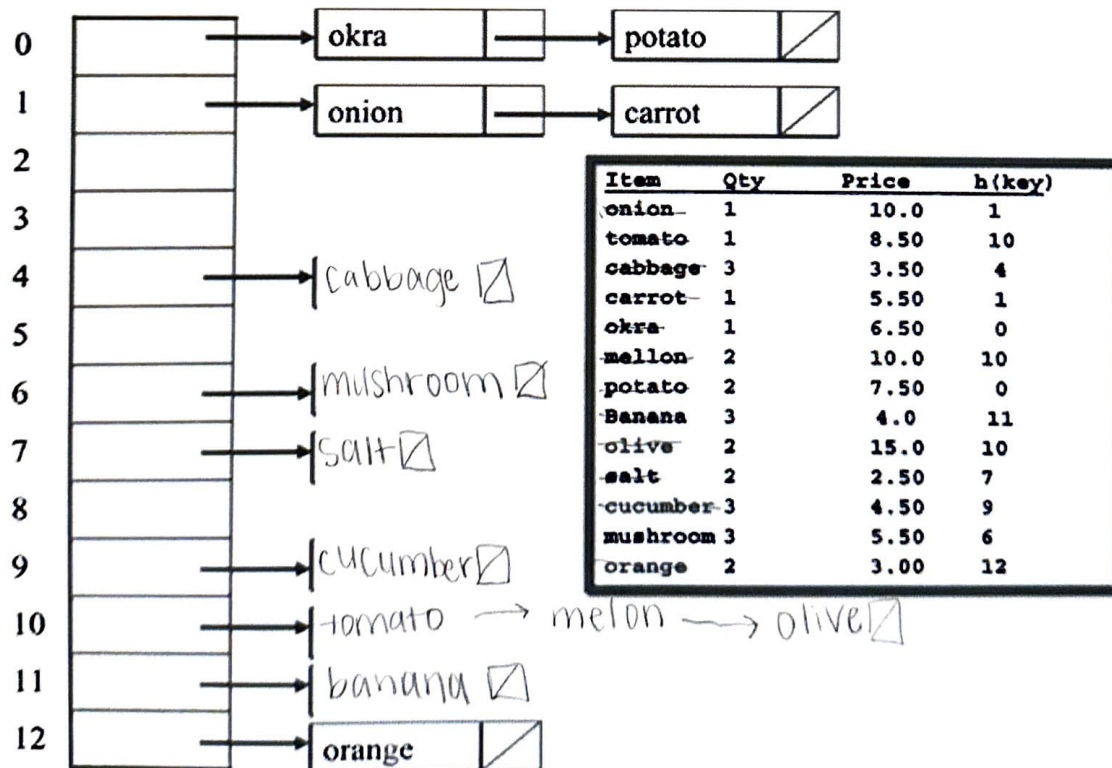 0 okra potato
1 onion carrot
2
3
4 cabbage
5
6 mushroom
7 salt
8
9 cucumber
10 tomato → melon → olive
11 banana
12 orange
Item Qty Price h(key)
onion 1 10.0 1
tomato 1 8.50 10
cabbage 3 3.50 4
carrot 1 5.50 1
okra 1 6.50 0
mellon 2 10.0 10
potato 2 7.50 0
Banana 3 4.0 11
olive 2 15.0 10
salt 2 2.50 7
cucumber 3 4.50 9
mushroom 3 5.50 6
orange 2 3.00 12